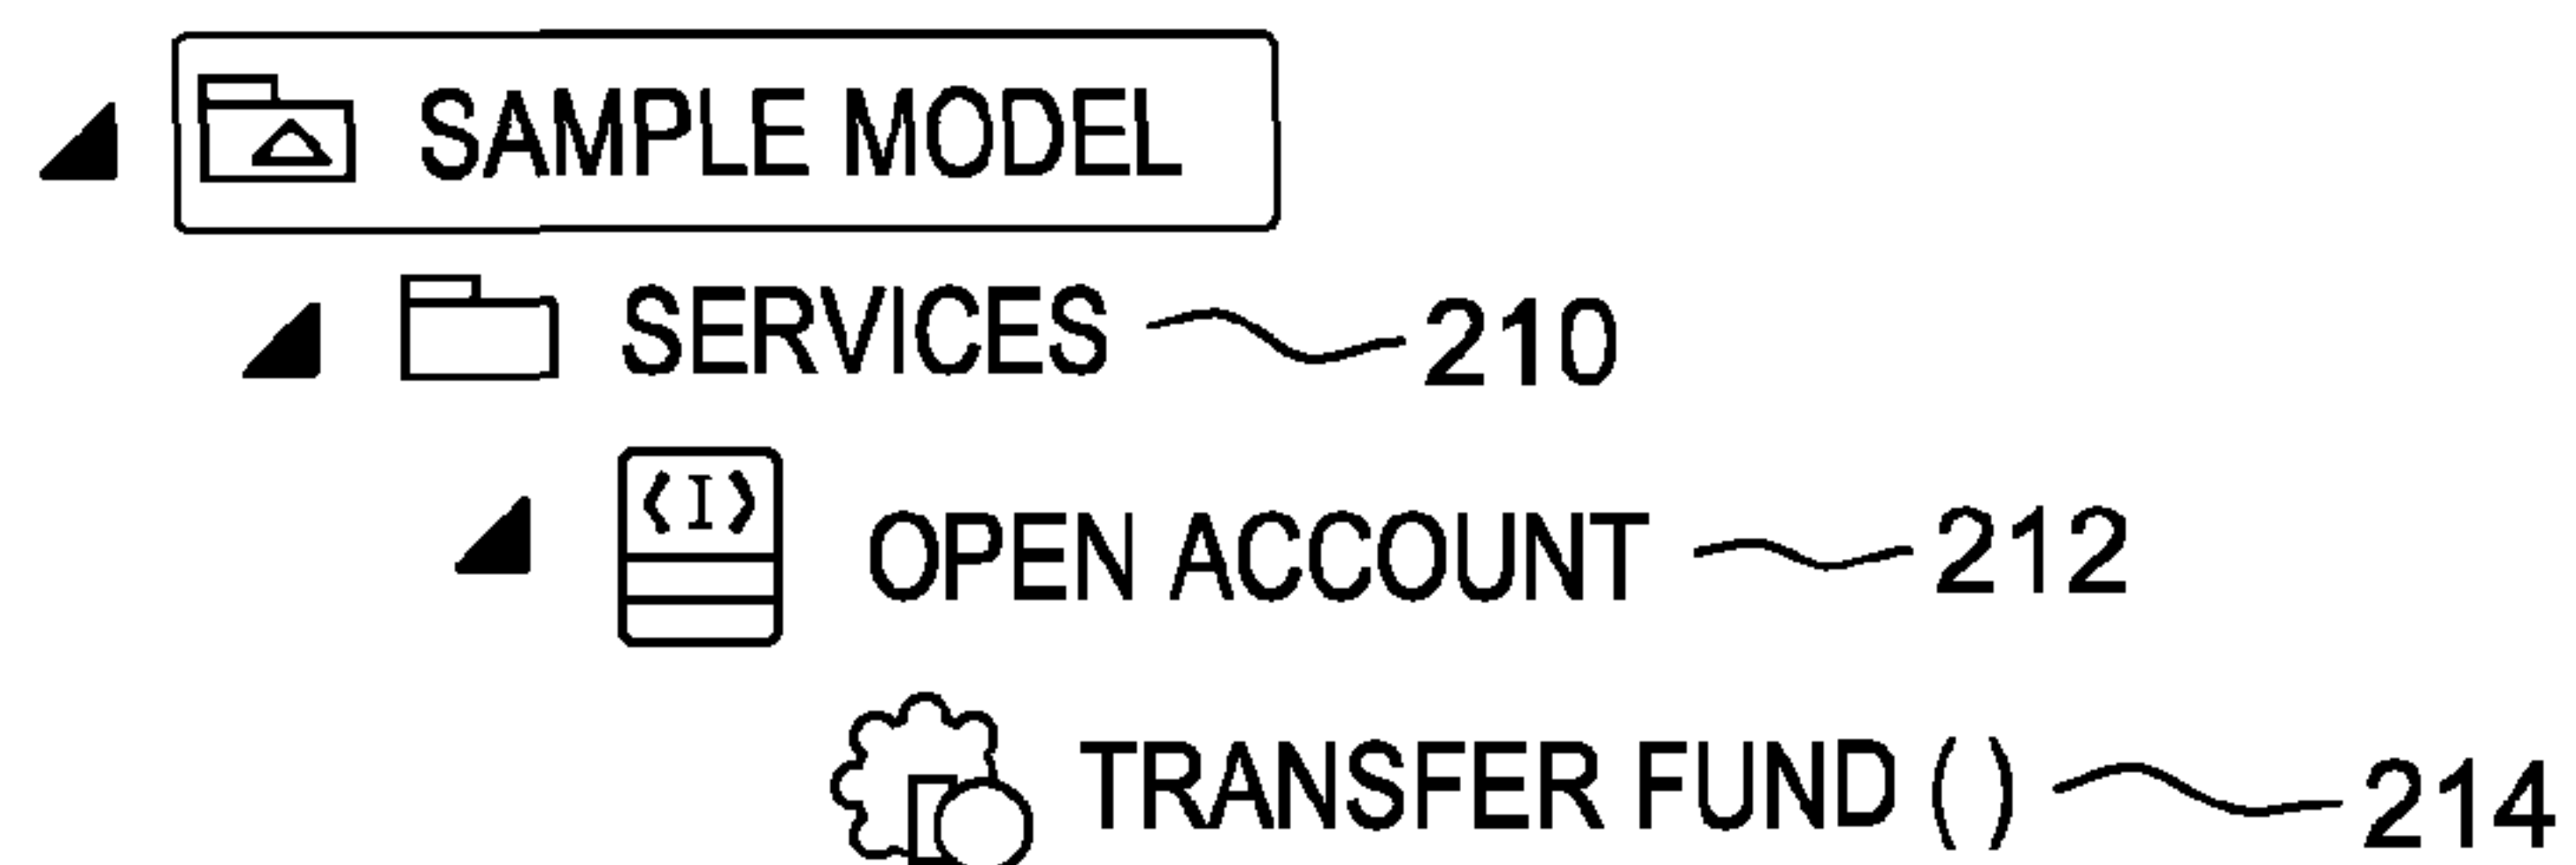 SAMPLE MODEL
SERVICES 210
<I> OPEN ACCOUNT 212
TRANSFER FUND ( ) 214